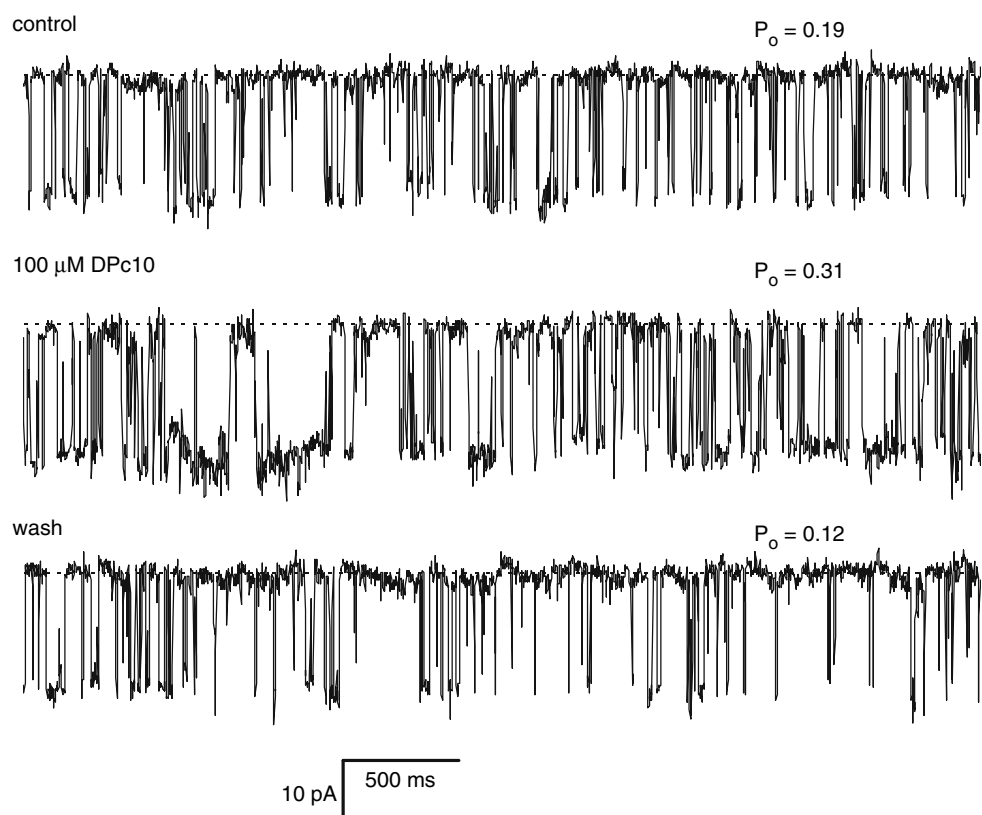 control
P_o = 0.19
100 μM DPc10
P_o = 0.31
wash
P_o = 0.12
500 ms
10 pA